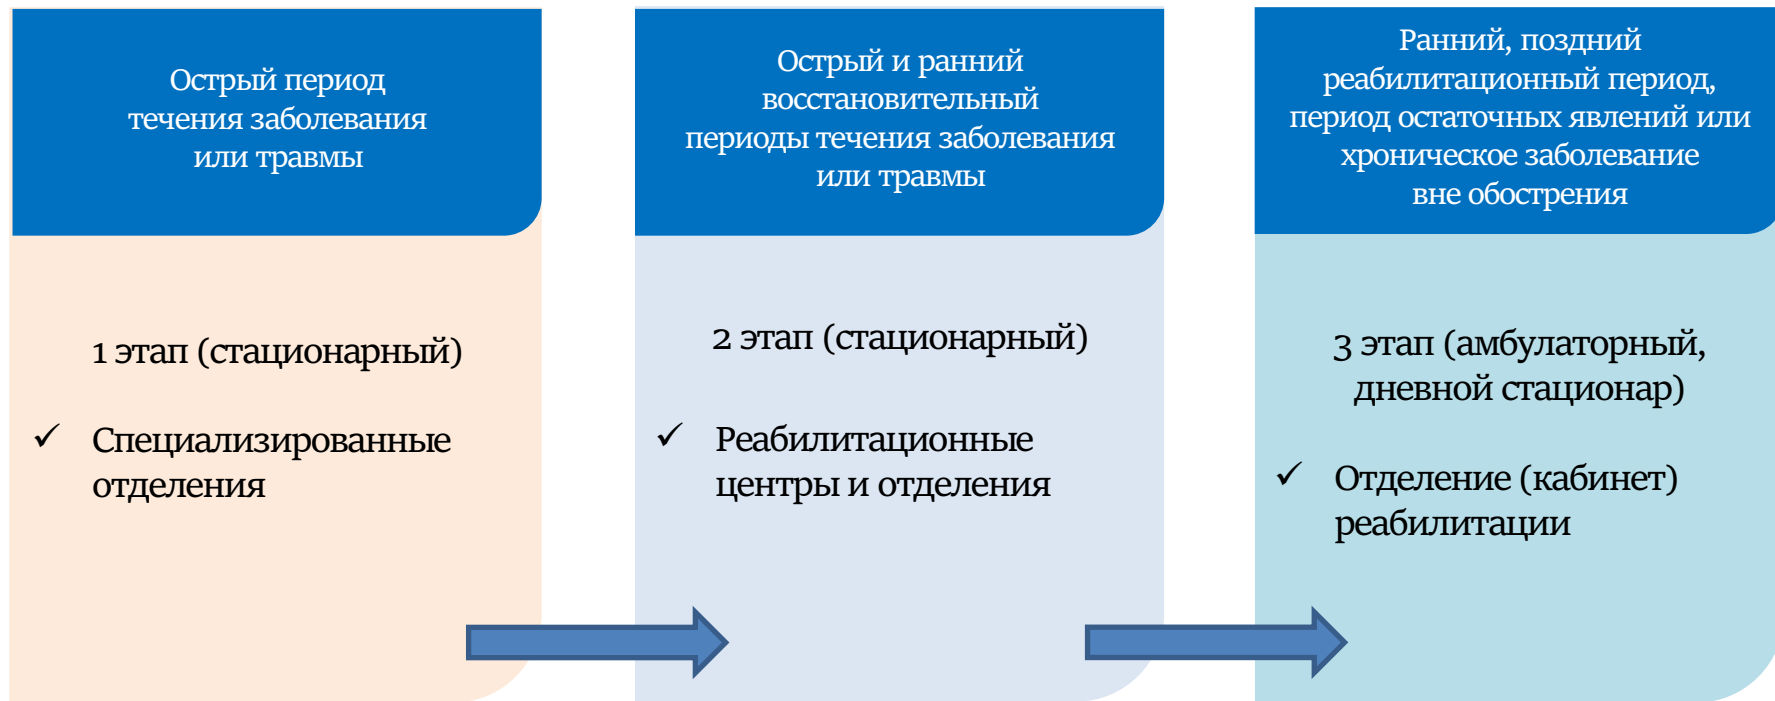 Острый период
течения заболевания
или травмы
1 этап (стационарный)
✓ Специализированные
отделения
Острый и ранний
восстановительный
периоды течения заболевания
или травмы
2 этап (стационарный)
✓ Реабилитационные
центры и отделения
Ранний, поздний
реабилитационный период,
период остаточных явлений или
хроническое заболевание
вне обострения
3 этап (амбулаторный,
дневной стационар)
✓ Отделение (кабинет)
реабилитации